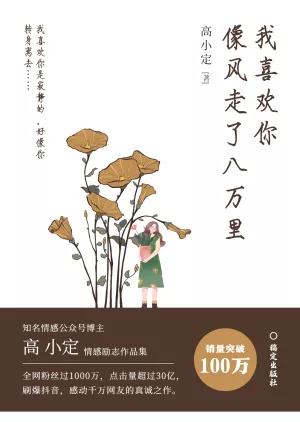 我喜欢你
像风走了八万里
高小定
[著]
我喜欢你是寂静的,好像你
转身离去……
知名情感公众号博主
高 小定 情感励志作品集
全网粉丝过1000万,点击量超过30亿,
刷爆抖音,感动千万网友的真诚之作。
销量突破
100万
稿定出版社